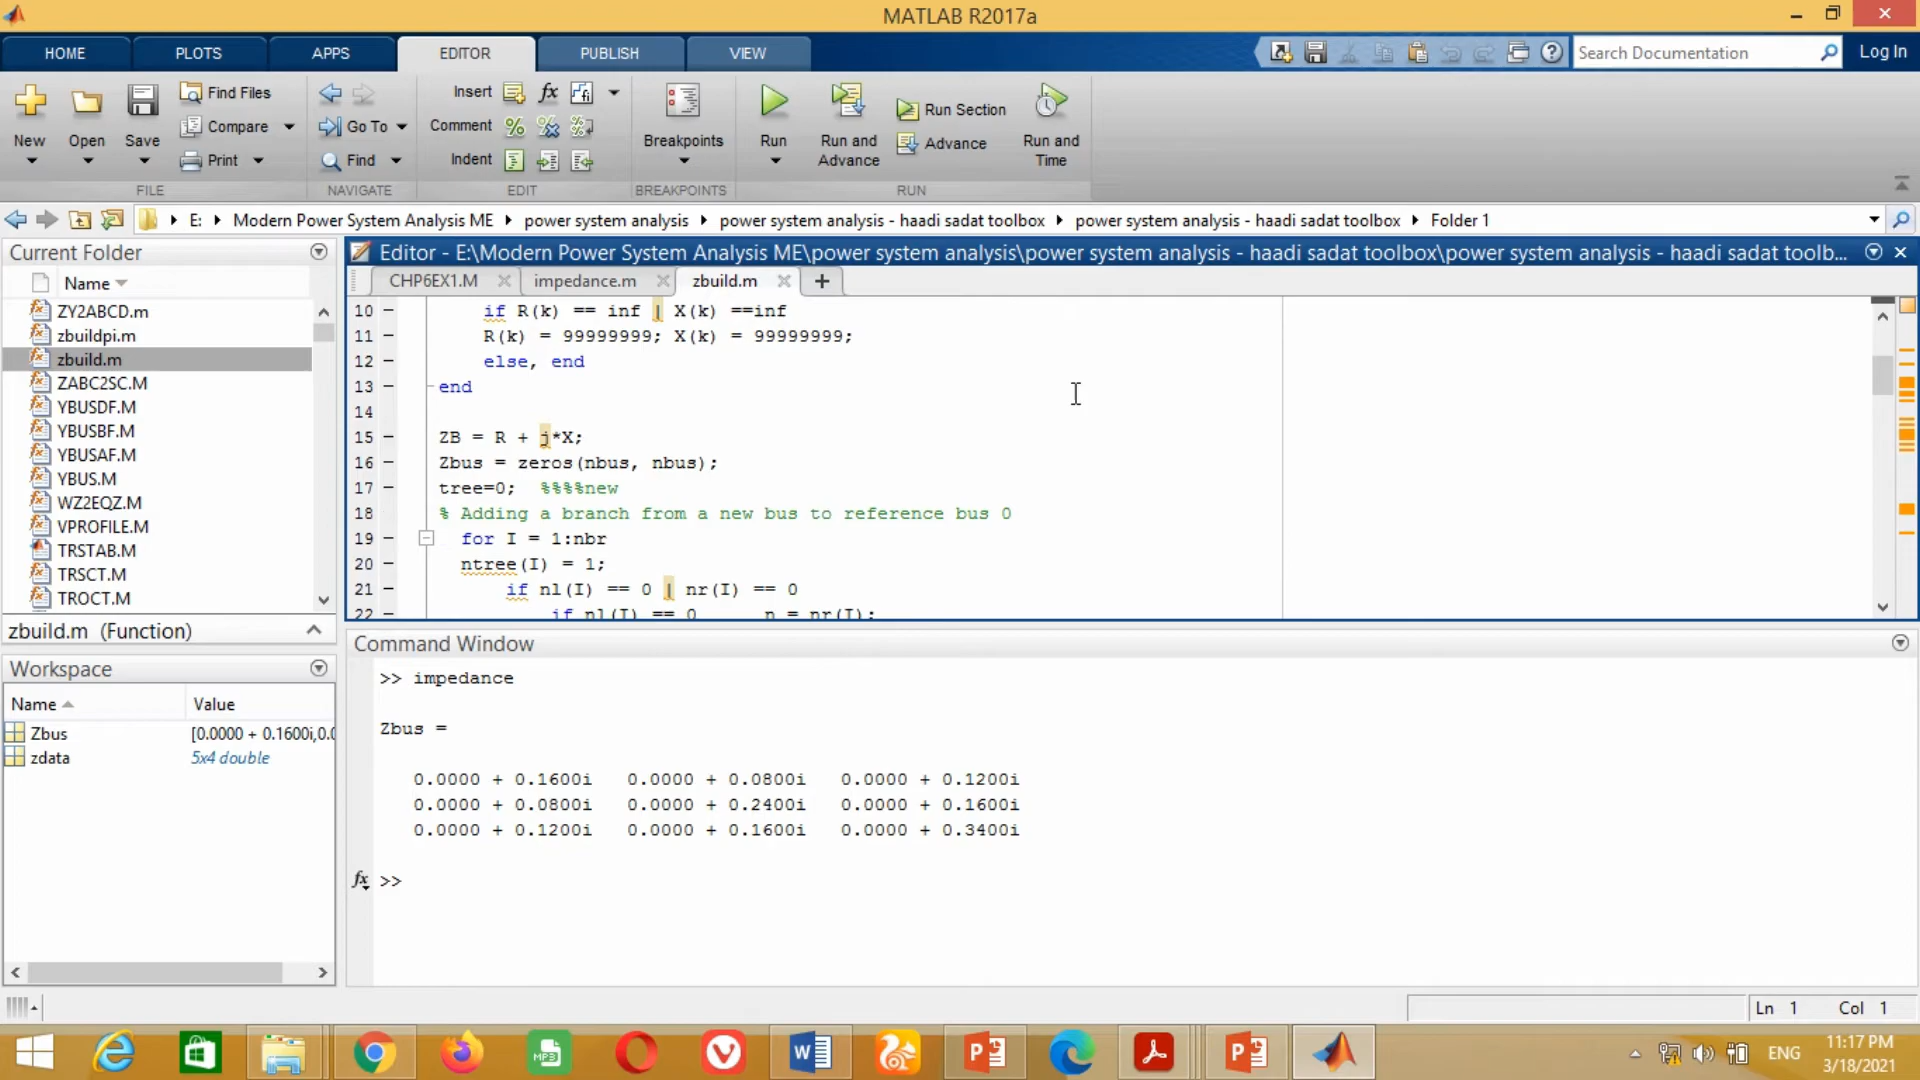 MATLAB R2017a
HOME PLOTS APPS EDITOR PUBLISH VIEW
Search Documentation
Log In
New
Open
Save
Find Files
Compare
Print
FILE
Go To
Find
NAVIGATE
Insert
Comment
Indent
EDIT
Breakpoints
BREAKPOINTS
Run
Run and Advance
Run Section
Advance
Run and Time
RUN
E: Modern Power System Analysis ME power system analysis power system analysis - haadi sadat toolbox power system analysis - haadi sadat toolbox Folder 1
Current Folder
Name
ZY2ABCD.m
zbuildpi.m
zbuild.m
ZABC2SC.M
YBUSDF.M
YBUSBF.M
YBUSAF.M
YBUS.M
WZ2EQZ.M
VPROFILE.M
TRSTAB.M
TRSCT.M
TROCT.M
zbuild.m (Function)
Workspace
Name Value
Zbus [0.0000 + 0.1600i,0.0
zdata 5x4 double
Editor - E:\Modern Power System Analysis ME\power system analysis\power system analysis - haadi sadat toolbox\power system analysis - haadi sadat toolb...
CHP6EX1.M impedance.m zbuild.m
10 if R(k) == inf | X(k) ==inf
11 R(k) = 99999999; X(k) = 99999999;
12 else, end
13 end
14
15 ZB = R + j*X;
16 Zbus = zeros(nbus, nbus);
17 tree=0; %%%%new
18 % Adding a branch from a new bus to reference bus 0
19 for I = 1:nbr
20 ntree(I) = 1;
21 if nl(I) == 0 | nr(I) == 0
22 if nl(I) == 0 n = nr(I);
Command Window
>> impedance
Zbus =
0.0000 + 0.1600i 0.0000 + 0.0800i 0.0000 + 0.1200i
0.0000 + 0.0800i 0.0000 + 0.2400i 0.0000 + 0.1600i
0.0000 + 0.1200i 0.0000 + 0.1600i 0.0000 + 0.3400i
fx >>
Ln 1 Col 1
MP3
ENG
11:17 PM
3/18/2021